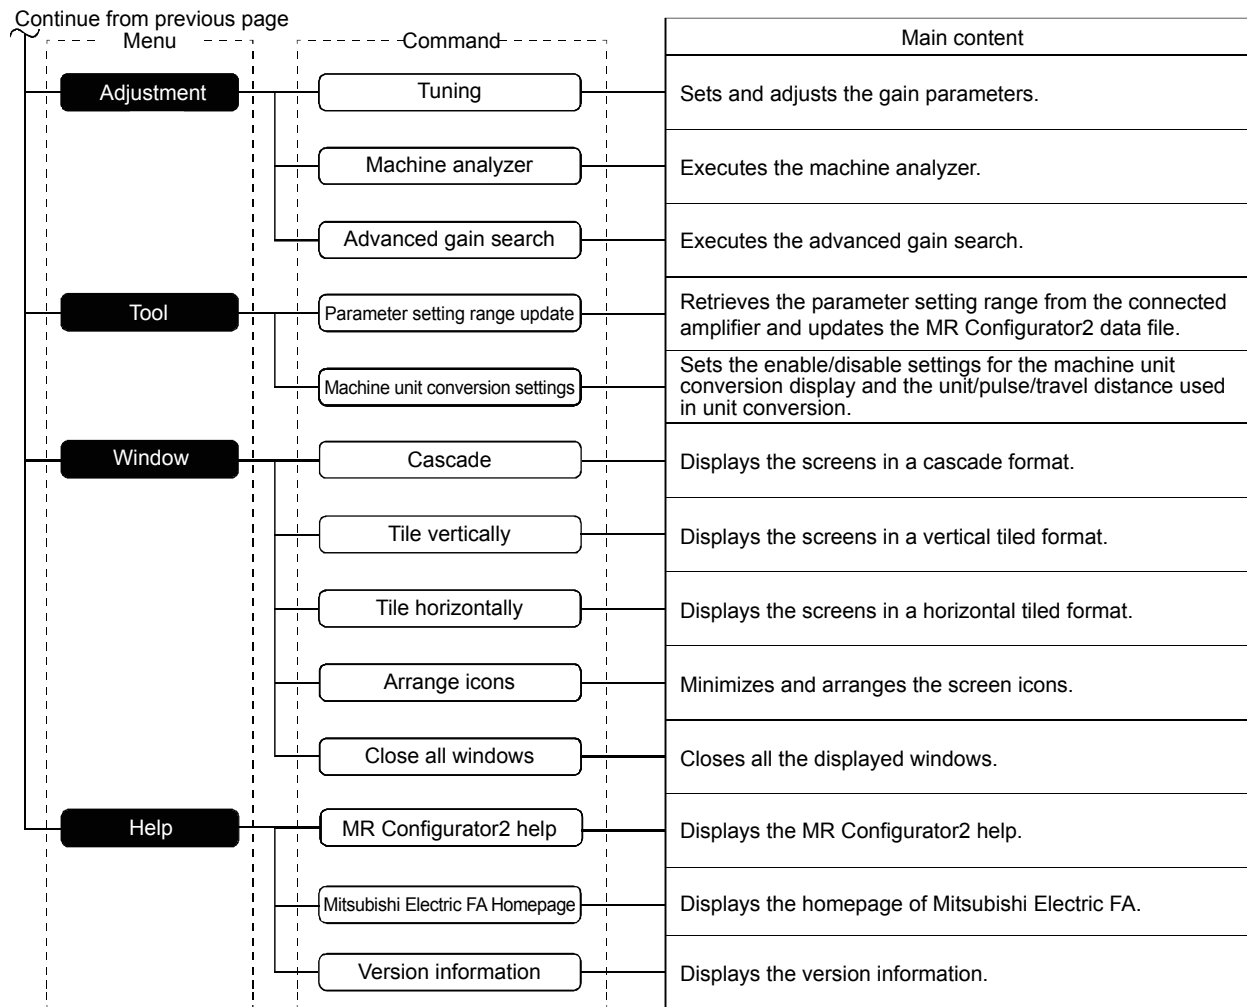 Continue from previous page
Menu
Command
Main content
Adjustment
Tuning
Sets and adjusts the gain parameters.
Machine analyzer
Executes the machine analyzer.
Advanced gain search
Executes the advanced gain search.
Tool
Parameter setting range update
Retrieves the parameter setting range from the connected
amplifier and updates the MR Configurator2 data file.
Machine unit conversion settings
Sets the enable/disable settings for the machine unit
conversion display and the unit/pulse/travel distance used
in unit conversion.
Window
Cascade
Displays the screens in a cascade format.
Tile vertically
Displays the screens in a vertical tiled format.
Tile horizontally
Displays the screens in a horizontal tiled format.
Arrange icons
Minimizes and arranges the screen icons.
Close all windows
Closes all the displayed windows.
Help
MR Configurator2 help
Displays the MR Configurator2 help.
Mitsubishi Electric FA Homepage
Displays the homepage of Mitsubishi Electric FA.
Version information
Displays the version information.